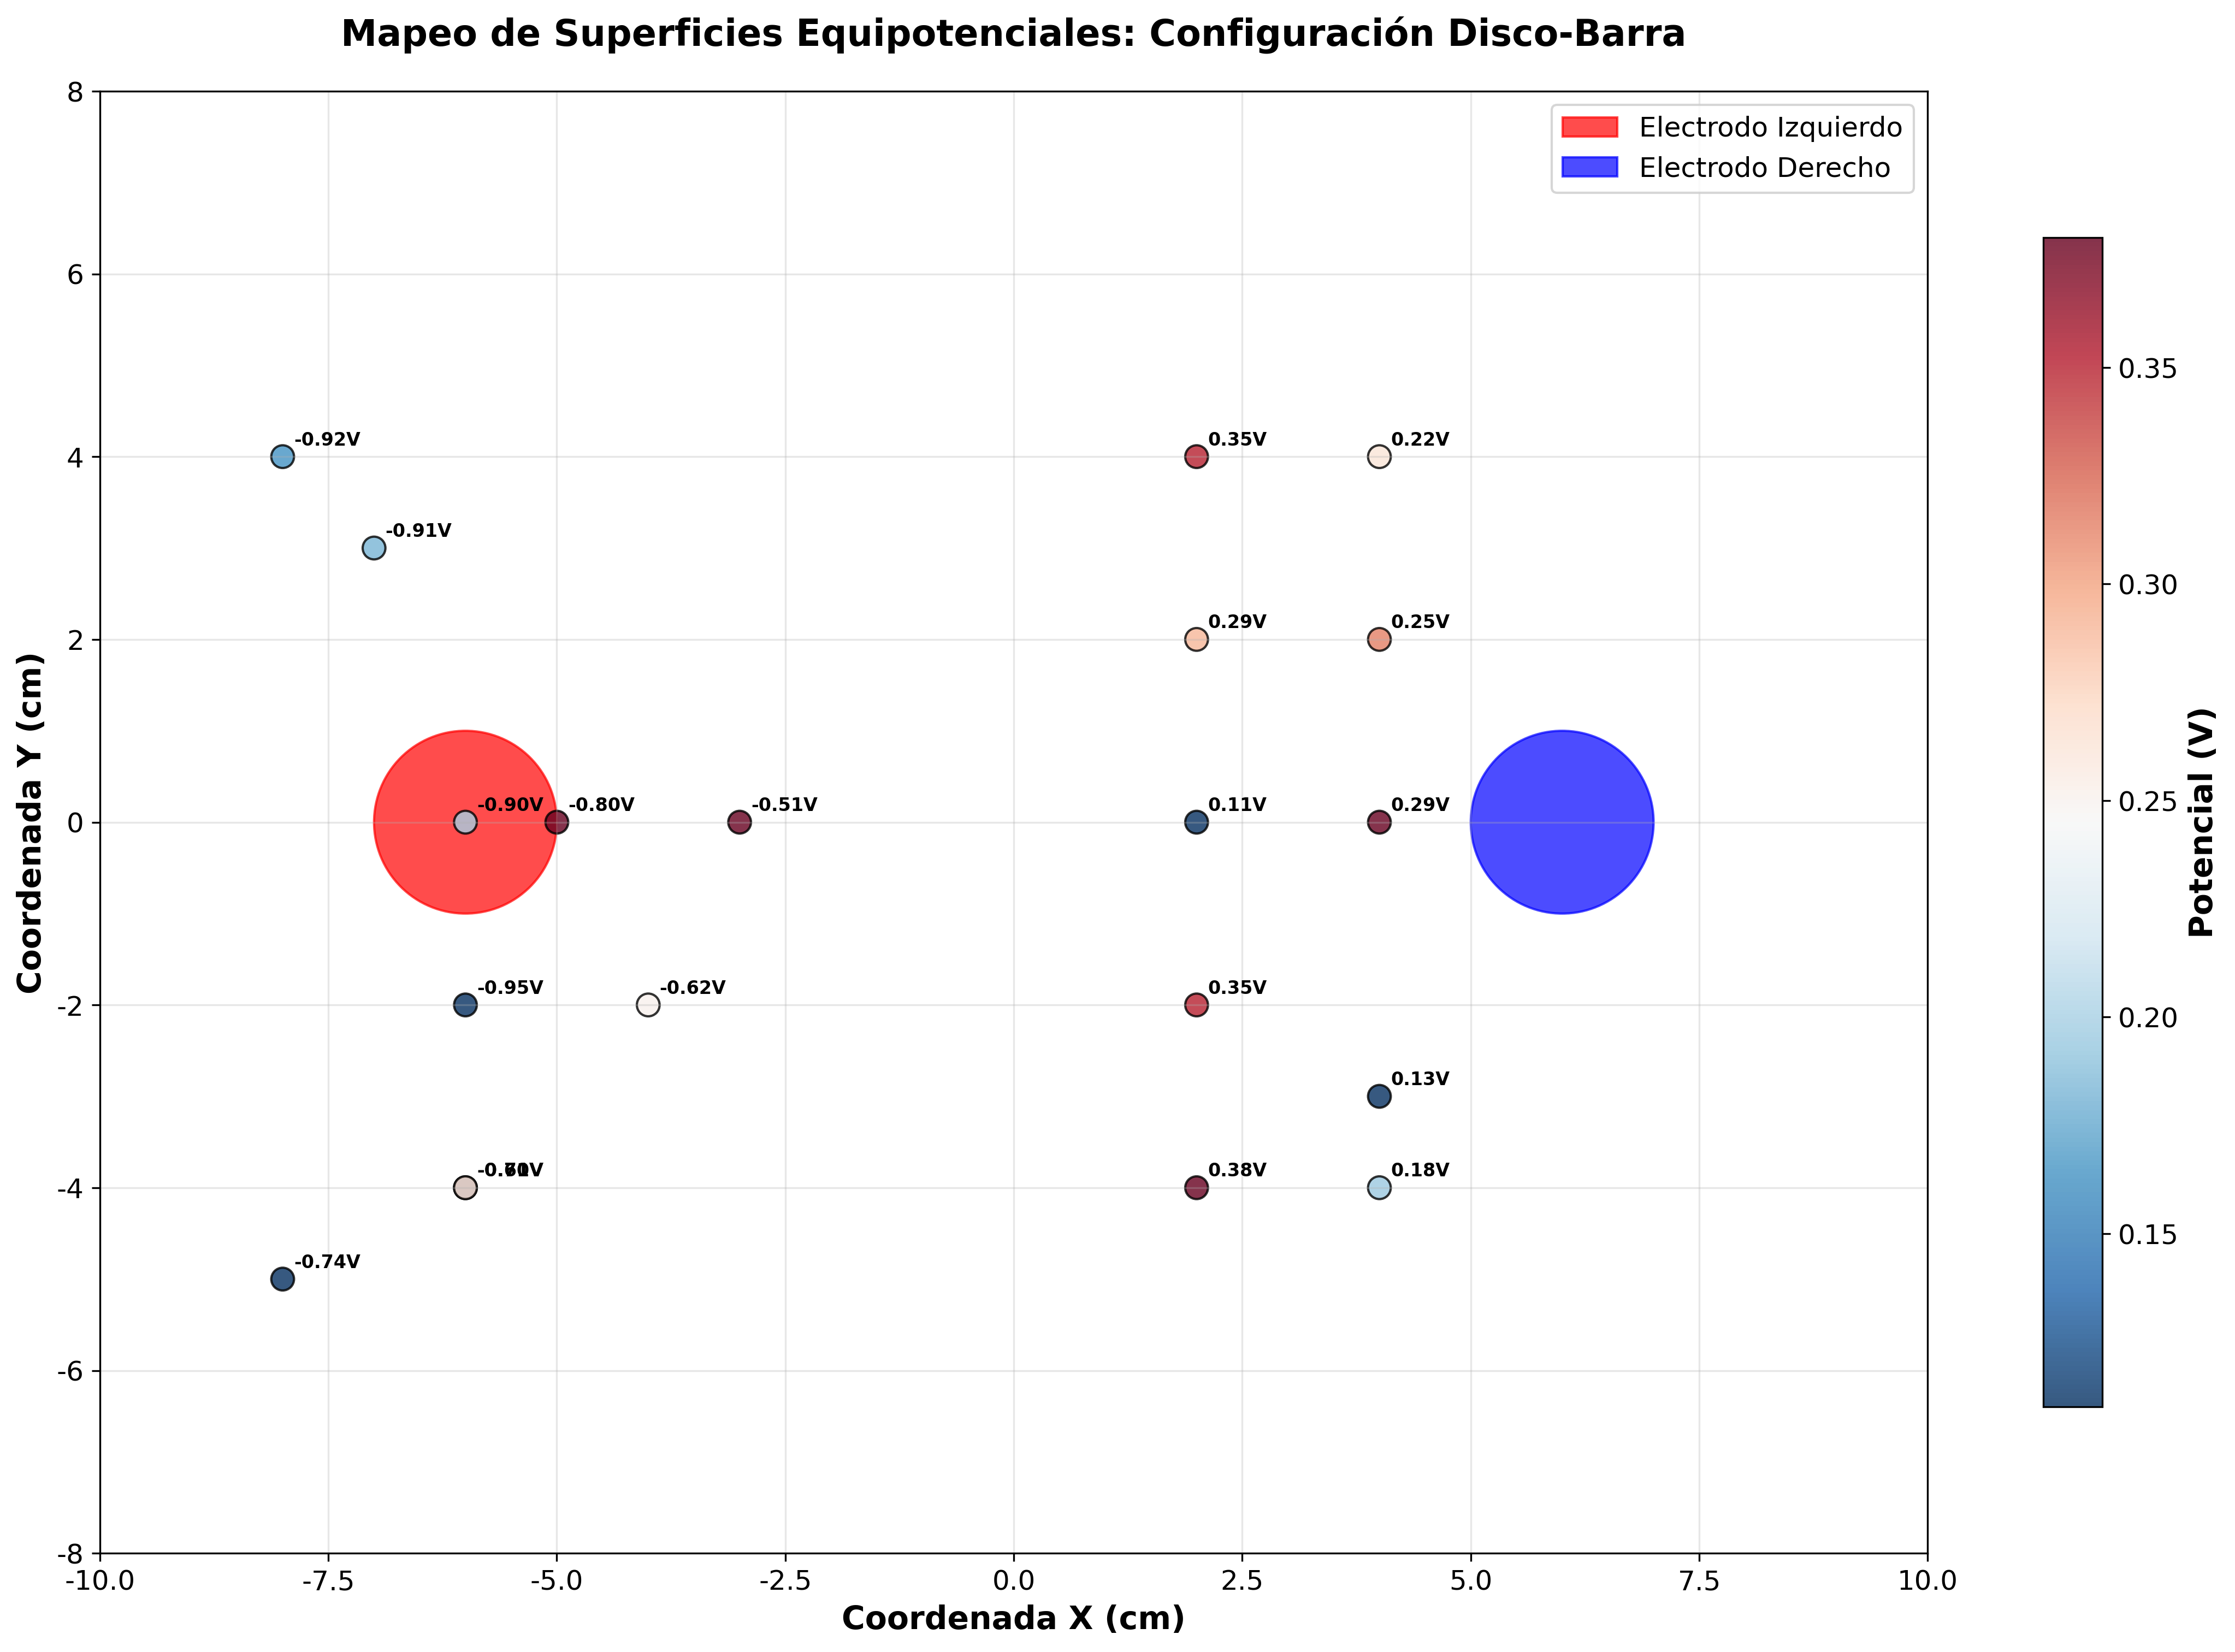 Mapeo de Superficies Equipotenciales: Configuración Disco-Barra
Electrodo Izquierdo
Electrodo Derecho
8
6
4
2
0
-2
-4
-6
-8
Coordenada Y (cm)
-0.92V
0.35V
0.22V
-0.91V
0.29V
0.25V
-0.90V
-0.80V
-0.51V
0.11V
0.29V
-0.95V
-0.62V
0.35V
0.13V
0.38V
0.18V
-0.74V
-10.0
-7.5
-5.0
-2.5
0.0
2.5
5.0
7.5
10.0
Coordenada X (cm)
0.35
0.30
0.25
0.20
0.15
Potencial (V)